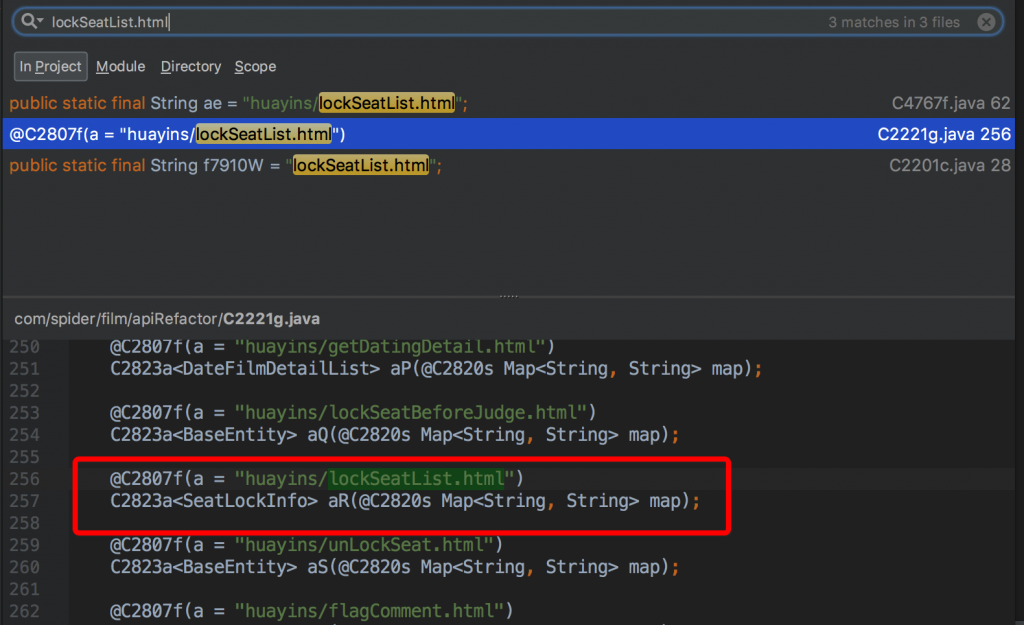 lockSeatList.html 3 matches in 3 files
In Project Module Directory Scope
public static final String ae = "huayins/lockSeatList.html"; C4767f.java 62
@C2807f(a = "huayins/lockSeatList.html") C2221g.java 256
public static final String f7910W = "lockSeatList.html"; C2201c.java 28
com/spider/film/apiRefactor/C2221g.java
250 @C2807f(a = "huayins/getDatingDetail.html")
251 C2823a<DateFilmDetailList> aP(@C2820s Map<String, String> map);
252
253 @C2807f(a = "huayins/lockSeatBeforeJudge.html")
254 C2823a<BaseEntity> aQ(@C2820s Map<String, String> map);
255
256 @C2807f(a = "huayins/lockSeatList.html")
257 C2823a<SeatLockInfo> aR(@C2820s Map<String, String> map);
258
259 @C2807f(a = "huayins/unLockSeat.html")
260 C2823a<BaseEntity> aS(@C2820s Map<String, String> map);
261
262 @C2807f(a = "huayins/flagComment.html")